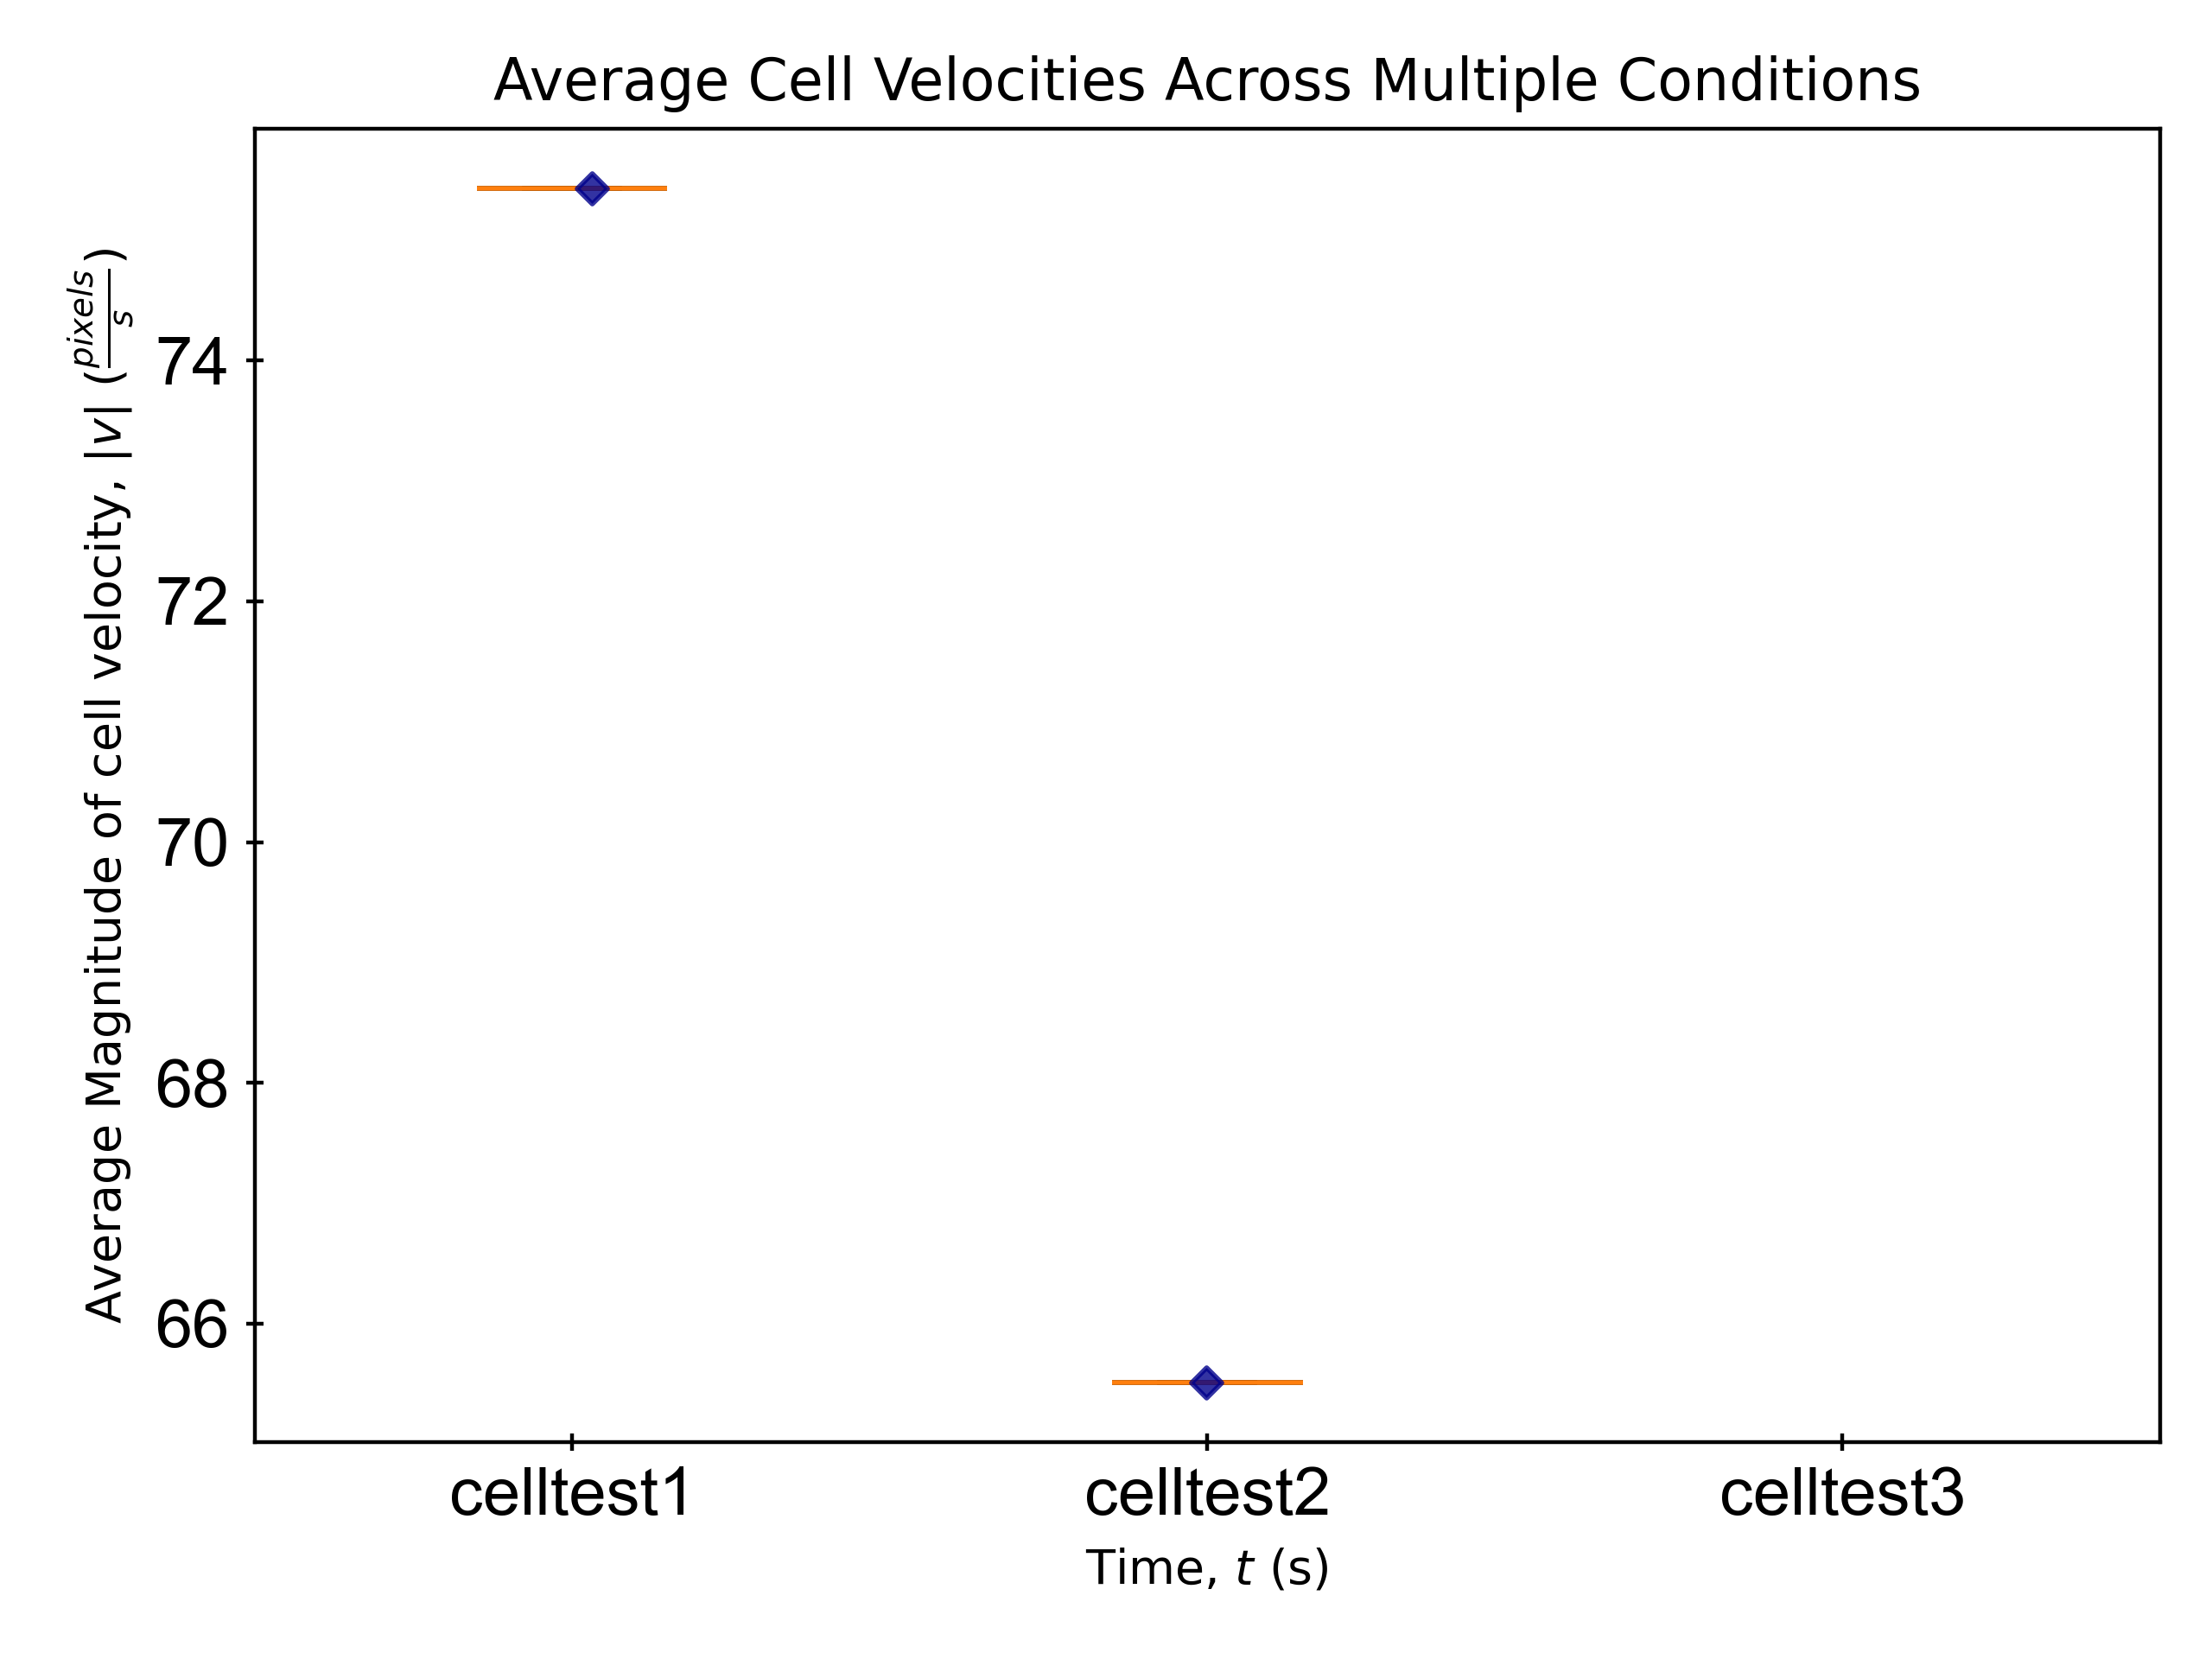 Average Cell Velocities Across Multiple Conditions
Average Magnitude of cell velocity, |v| (pixels/s)
74
72
70
68
66
celltest1 celltest2 celltest3
Time, t (s)